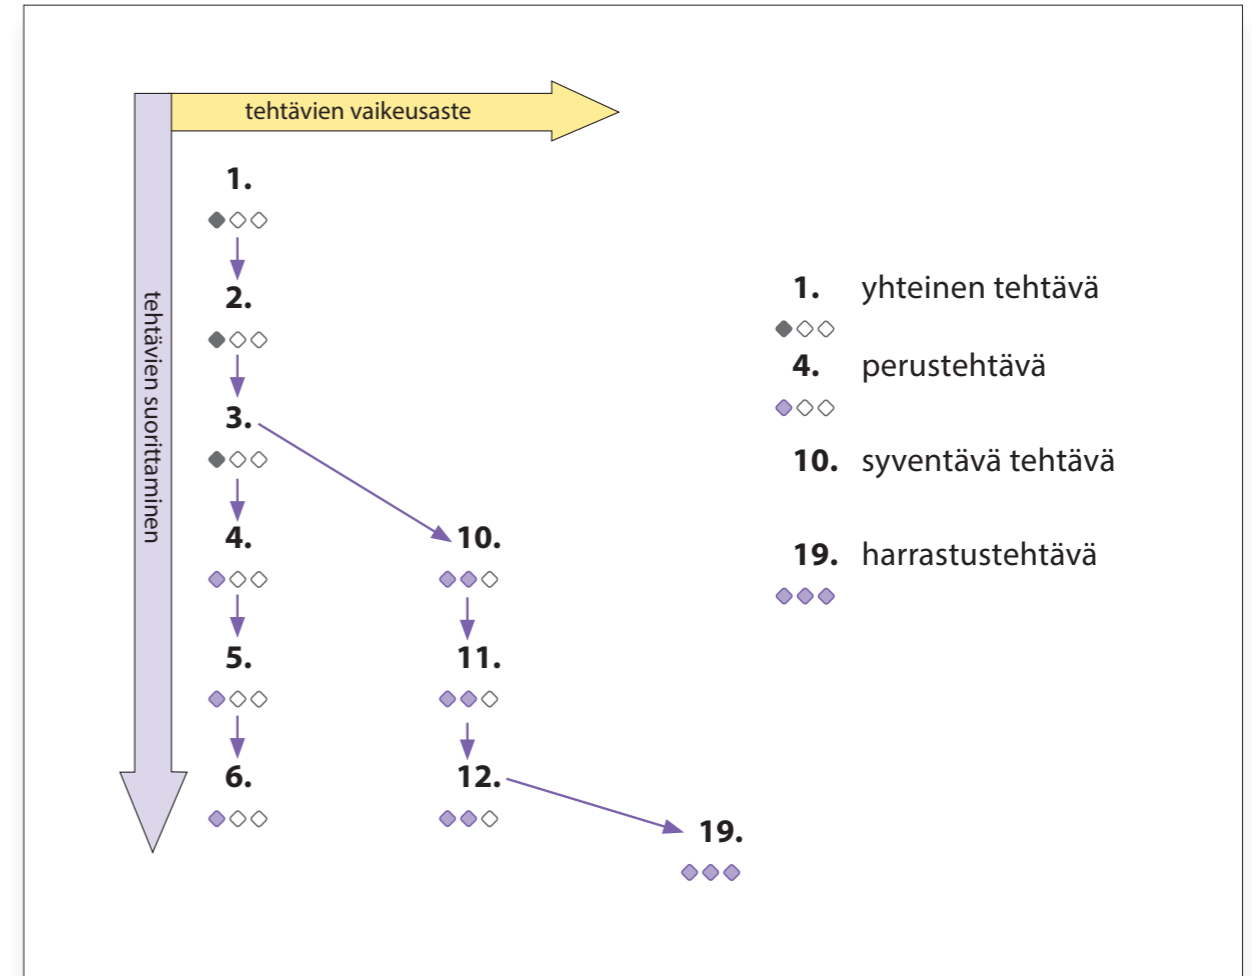 tehtävien vaikeusaste
tehtävien suorittaminen
1.
2.
3.
4.
5.
6.
10.
11.
12.
19.
1. yhteinen tehtävä
4. perustehtävä
10. syventävä tehtävä
19. harrastustehtävä